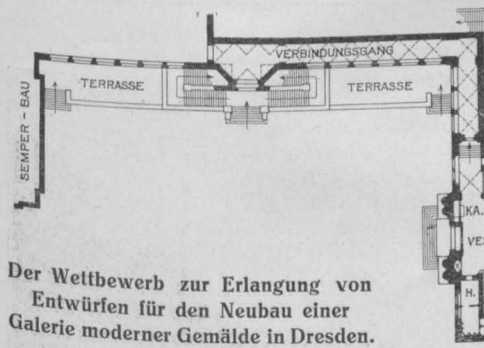 VERBINDUNGSGANG
TERRASSE
TERRASSE
SEMPER-BAU
KA.
VES
H.
Der Wettbewerb zur Erlangung von
Entwürfen für den Neubau einer
Galerie moderner Gemälde in Dresden.